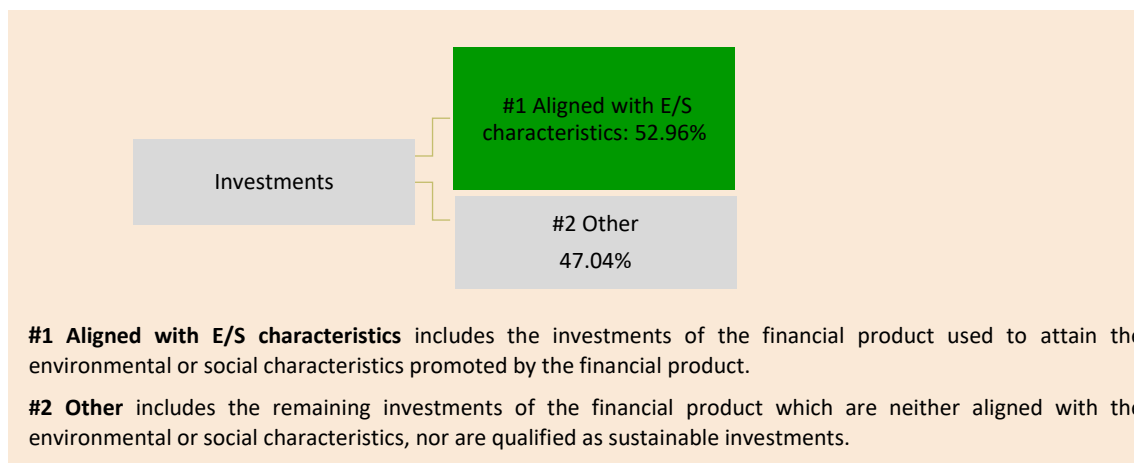 #1 Aligned with E/S
characteristics: 52.96%
Investments
#2 Other
47.04%
#1 Aligned with E/S characteristics includes the investments of the financial product used to attain the
environmental or social characteristics promoted by the financial product.
#2 Other includes the remaining investments of the financial product which are neither aligned with the
environmental or social characteristics, nor are qualified as sustainable investments.